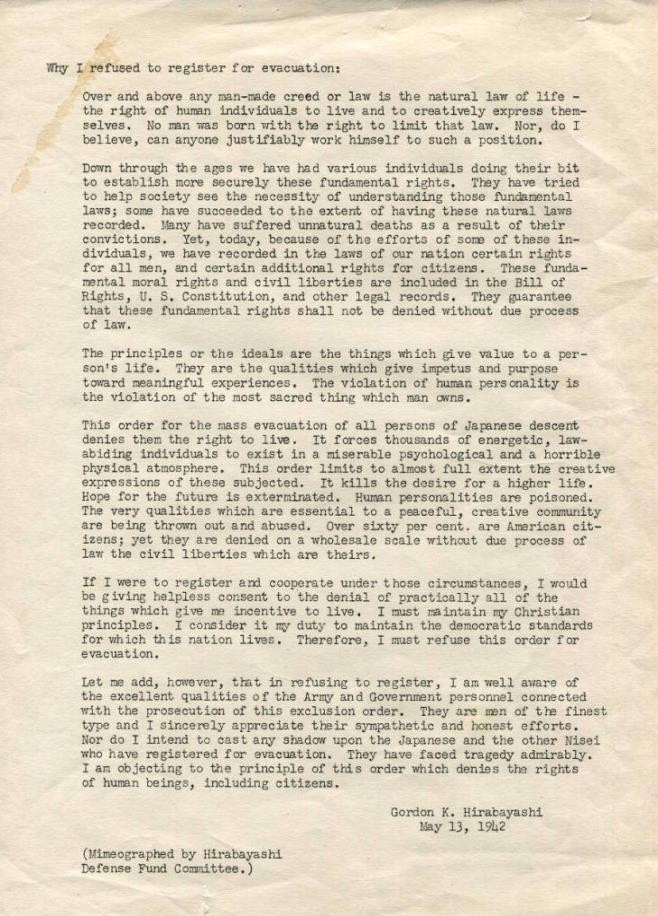 Why I refused to register for evacuation:
Over and above any man-made creed or law is the natural law of life -
the right of human individuals to live and to creatively express them-
selves. No man was born with the right to limit that law. Nor, do I
believe, can anyone justifiably work himself to such a position.
Down through the ages we have had various individuals doing their bit
to establish more securely these fundamental rights. They have tried
to help society see the necessity of understanding those fundamental
laws; some have succeeded to the extent of having these natural laws
recorded. Many have suffered unnatural deaths as a result of their
convictions. Yet, today, because of the efforts of some of these in-
dividuals, we have recorded in the laws of our nation certain rights
for all men, and certain additional rights for citizens. These funda-
mental moral rights and civil liberties are included in the Bill of
Rights, U. S. Constitution, and other legal records. They guarantee
that these fundamental rights shall not be denied without due process
of law.
The principles or the ideals are the things which give value to a per-
son's life. They are the qualities which give impetus and purpose
toward meaningful experiences. The violation of human personality is
the violation of the most sacred thing which man owns.
This order for the mass evacuation of all persons of Japanese descent
denies them the right to live. It forces thousands of energetic, law-
abiding individuals to exist in a miserable psychological and a horrible
physical atmosphere. This order limits to almost full extent the creative
expressions of these subjected. It kills the desire for a higher life.
Hope for the future is exterminated. Human personalities are poisoned.
The very qualities which are essential to a peaceful, creative community
are being thrown out and abused. Over sixty per cent. are American cit-
izens; yet they are denied on a wholesale scale without due process of
law the civil liberties which are theirs.
If I were to register and cooperate under those circumstances, I would
be giving helpless consent to the denial of practically all of the
things which give me incentive to live. I must maintain my Christian
principles. I consider it my duty to maintain the democratic standards
for which this nation lives. Therefore, I must refuse this order for
evacuation.
Let me add, however, that in refusing to register, I am well aware of
the excellent qualities of the Army and Government personnel connected
with the prosecution of this exclusion order. They are men of the finest
type and I sincerely appreciate their sympathetic and honest efforts.
Nor do I intend to cast any shadow upon the Japanese and the other Nisei
who have registered for evacuation. They have faced tragedy admirably.
I am objecting to the principle of this order which denies the rights
of human beings, including citizens.
Gordon K. Hirabayashi
May 13, 1942
(Mimeographed by Hirabayashi
Defense Fund Committee.)